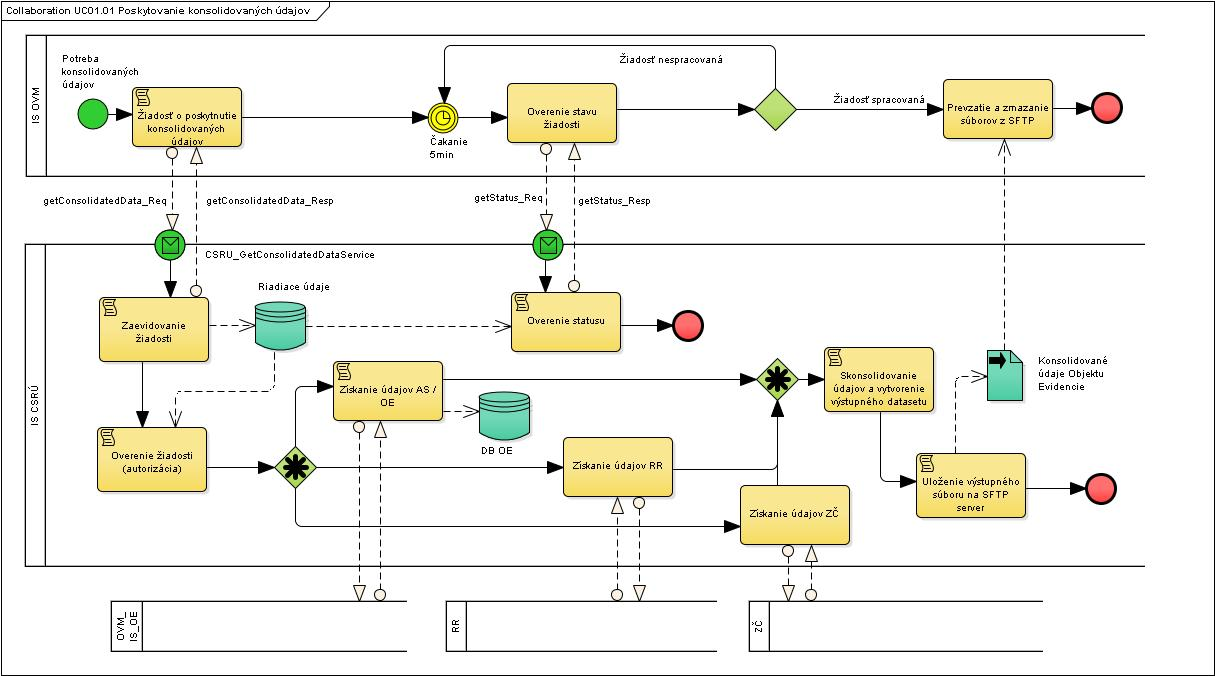 Collaboration UC01.01 Poskytovanie konsolidovaných údajov
IS OVM
Potreba
konsolidovaných
údajov
Žiadosť o poskytnutie
konsolidovaných
údajov
Čakanie
5min
Overenie stavu
žiadosti
Žiadosť nespracovaná
Žiadosť spracovaná
Prevzatie a zmazanie
súborov z SFTP
getConsolidatedData_Req
getConsolidatedData_Resp
getStatus_Req
getStatus_Resp
IS CSRÚ
CSRU_GetConsolidatedDataService
Zaevidovanie
žiadosti
Riadiace údaje
Overenie statusu
Overenie žiadosti
(autorizácia)
Získanie údajov AS /
OE
DB OE
Získanie údajov RR
Získanie údajov ZČ
Skonsolidovanie
údajov a vytvorenie
výstupného datasetu
Konsolidované
údaje Objektu
Evidencie
Uloženie výstupného
súboru na SFTP
server
OVM_
IS_OE
RR
ZČ